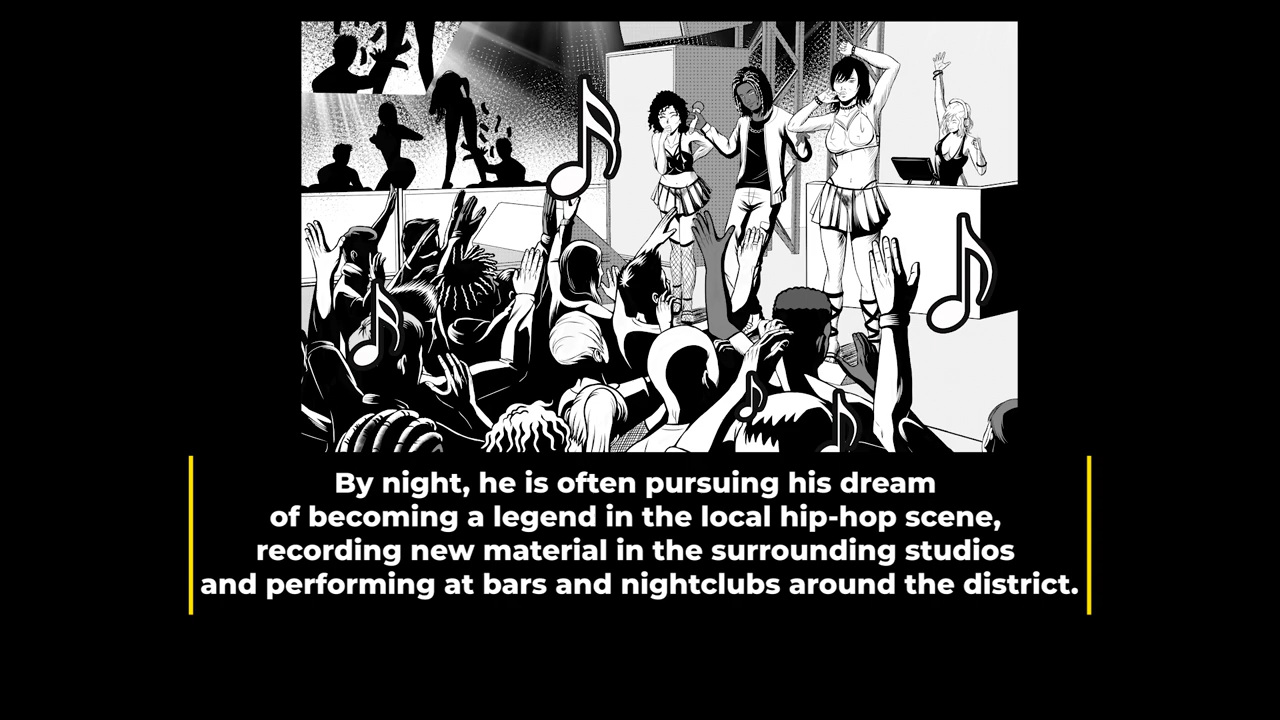 By night, he is often pursuing his dream
of becoming a legend in the local hip-hop scene,
recording new material in the surrounding studios
and performing at bars and nightclubs around the district.